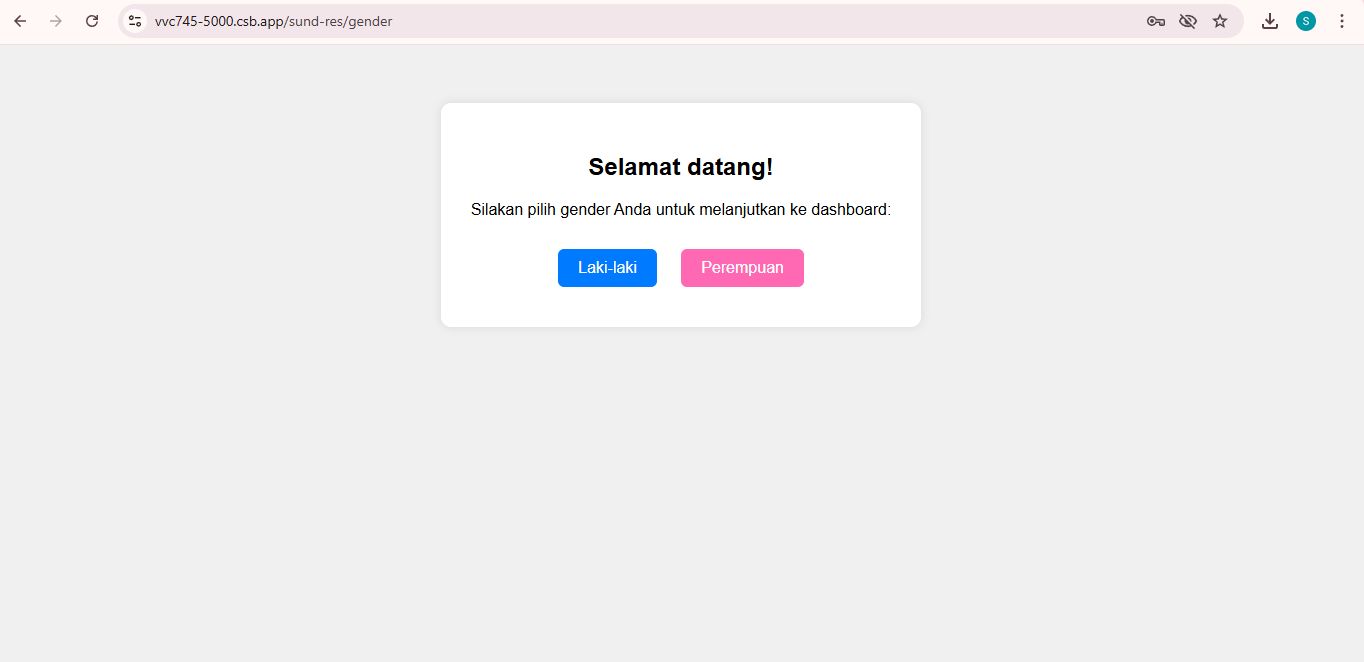 vvc745-5000.csb.app/sund-res/gender
S
Selamat datang!
Silakan pilih gender Anda untuk melanjutkan ke dashboard:
Laki-laki
Perempuan